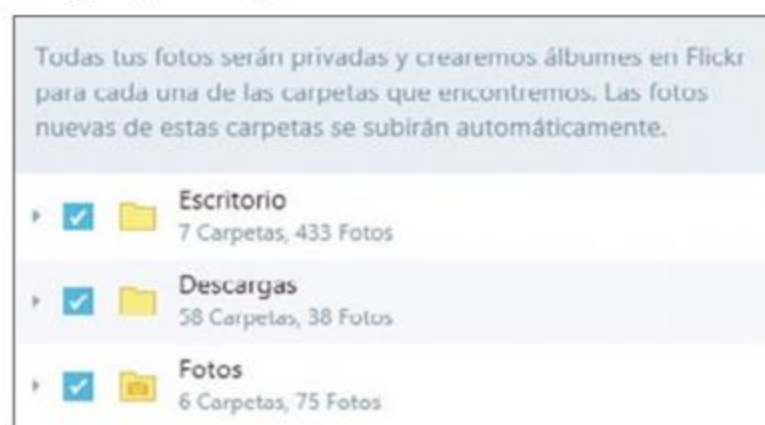 Todas tus fotos serán privadas y crearemos álbumes en Flickr
para cada una de las carpetas que encontremos. Las fotos
nuevas de estas carpetas se subirán automáticamente.
Escritorio
7 Carpetas, 433 Fotos
Descargas
58 Carpetas, 38 Fotos
Fotos
6 Carpetas, 75 Fotos